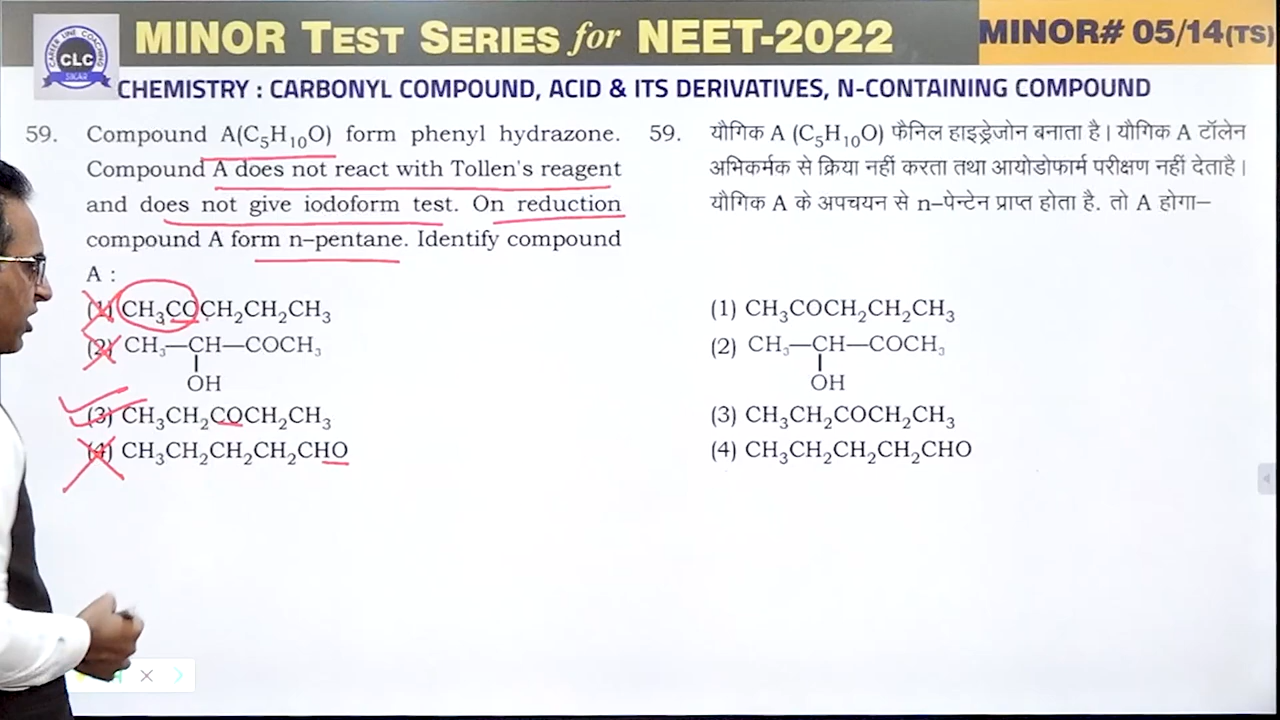 MINOR TEST SERIES for NEET-2022
MINOR# 05/14(TS)
CAREER LINE COACHING
CLC
SIKAR
CHEMISTRY : CARBONYL COMPOUND, ACID & ITS DERIVATIVES, N-CONTAINING COMPOUND
59. Compound A(C₅H₁₀O) form phenyl hydrazone.
Compound A does not react with Tollen's reagent
and does not give iodoform test. On reduction
compound A form n–pentane. Identify compound
A :
(1) CH₃COCH₂CH₂CH₃
(2) CH₃—CH—COCH₃
OH
(3) CH₃CH₂COCH₂CH₃
(4) CH₃CH₂CH₂CH₂CHO
59. यौगिक A (C₅H₁₀O) फैनिल हाइड्रेजोन बनाता है। यौगिक A टॉलेन
अभिकर्मक से क्रिया नहीं करता तथा आयोडोफार्म परीक्षण नहीं देताहै।
यौगिक A के अपचयन से n–पेन्टेन प्राप्त होता है. तो A होगा–
(1) CH₃COCH₂CH₂CH₃
(2) CH₃—CH—COCH₃
OH
(3) CH₃CH₂COCH₂CH₃
(4) CH₃CH₂CH₂CH₂CHO